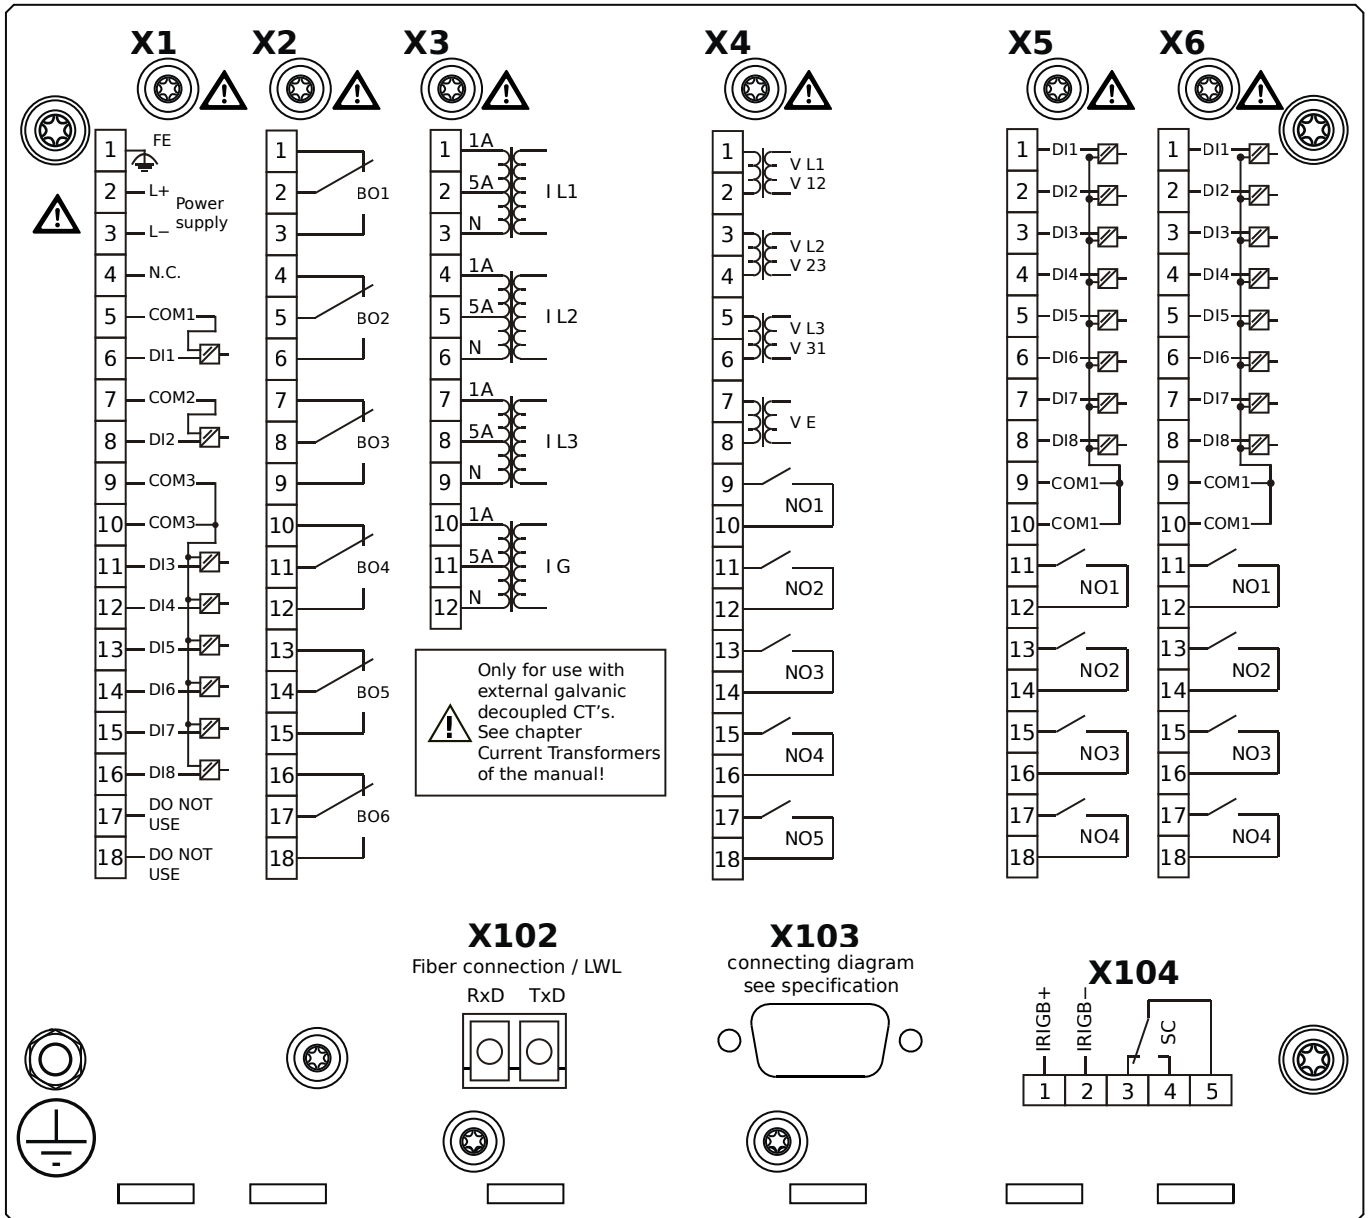 X1
1 FE
2 L+ Power
3 L− supply
4 N.C.
5 COM1
6 DI1
7 COM2
8 DI2
9 COM3
10 COM3
11 DI3
12 DI4
13 DI5
14 DI6
15 DI7
16 DI8
17 DO NOT
USE
18 DO NOT
USE
X2
1
2 BO1
3
4
5 BO2
6
7
8 BO3
9
10
11 BO4
12
13
14 BO5
15
16
17 BO6
18
X3
1 1A
2 5A I L1
3 N
4 1A
5 5A I L2
6 N
7 1A
8 5A I L3
9 N
10 1A
11 5A I G
12 N
Only for use with
external galvanic
decoupled CT's.
See chapter
Current Transformers
of the manual!
X4
1 V L1
2 V 12
3 V L2
4 V 23
5 V L3
6 V 31
7 V E
8
9 NO1
10
11 NO2
12
13 NO3
14
15 NO4
16
17 NO5
18
X5
1 DI1
2 DI2
3 DI3
4 DI4
5 DI5
6 DI6
7 DI7
8 DI8
9 COM1
10 COM1
11 NO1
12
13 NO2
14
15 NO3
16
17 NO4
18
X6
1 DI1
2 DI2
3 DI3
4 DI4
5 DI5
6 DI6
7 DI7
8 DI8
9 COM1
10 COM1
11 NO1
12
13 NO2
14
15 NO3
16
17 NO4
18
X102
Fiber connection / LWL
RxD TxD
X103
connecting diagram
see specification
X104
IRIGB+
IRIGB−
SC
1 2 3 4 5